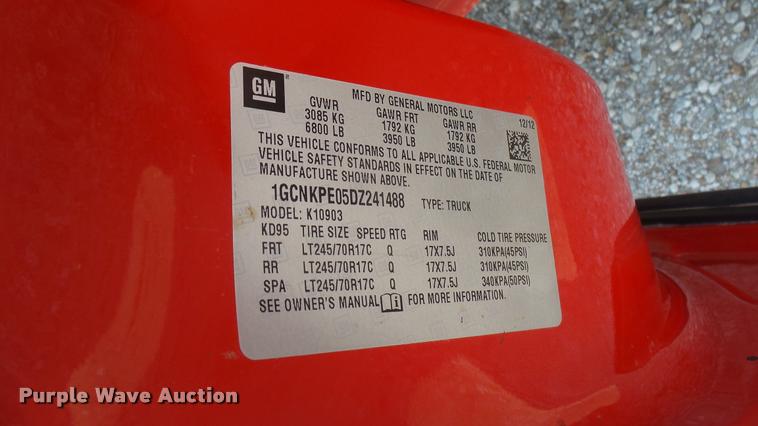 GM
MFD BY GENERAL MOTORS LLC
GVWR GAWR FRT GAWR RR 12/12
3085 KG 1792 KG 1792 KG
6800 LB 3950 LB 3950 LB
THIS VEHICLE CONFORMS TO ALL APPLICABLE U.S. FEDERAL MOTOR
VEHICLE SAFETY STANDARDS IN EFFECT ON THE DATE OF
MANUFACTURE SHOWN ABOVE.
1GCNKPE05DZ241488 TYPE: TRUCK
MODEL: K10903
KD95 TIRE SIZE SPEED RTG RIM COLD TIRE PRESSURE
FRT LT245/70R17C Q 17X7.5J 310KPA(45PSI)
RR LT245/70R17C Q 17X7.5J 310KPA(45PSI)
SPA LT245/70R17C Q 17X7.5J 340KPA(50PSI)
SEE OWNER'S MANUAL FOR MORE INFORMATION.
Purple Wave Auction®